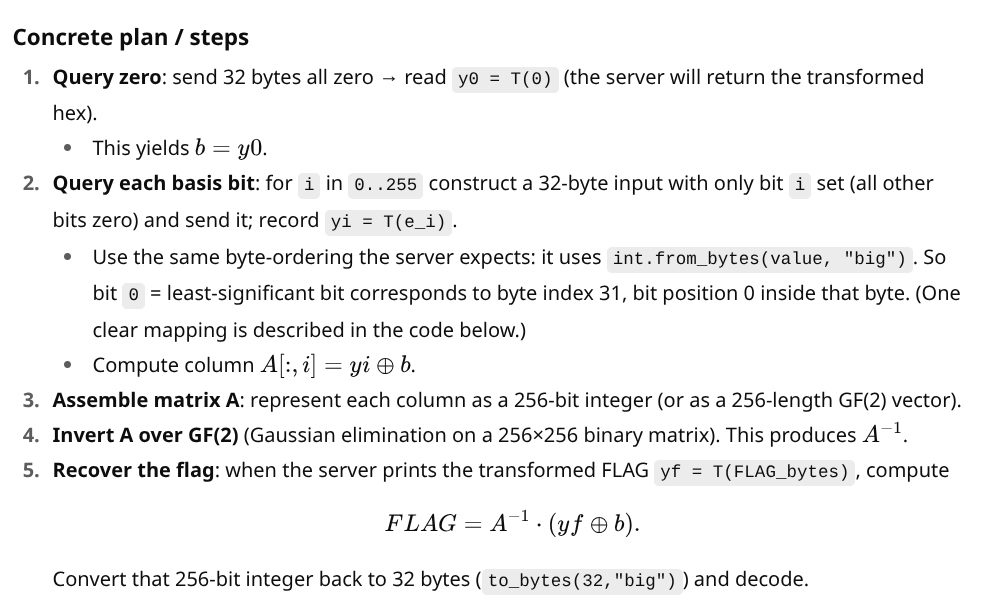 Concrete plan / steps
1. Query zero: send 32 bytes all zero → read y0 = T(0) (the server will return the transformed
hex).
• This yields b = y0.
2. Query each basis bit: for i in 0..255 construct a 32-byte input with only bit i set (all other
bits zero) and send it; record yi = T(e_i).
• Use the same byte-ordering the server expects: it uses int.from_bytes(value, "big"). So
bit 0 = least-significant bit corresponds to byte index 31, bit position 0 inside that byte. (One
clear mapping is described in the code below.)
• Compute column A[:, i] = yi ⊕ b.
3. Assemble matrix A: represent each column as a 256-bit integer (or as a 256-length GF(2) vector).
4. Invert A over GF(2) (Gaussian elimination on a 256×256 binary matrix). This produces A⁻¹.
5. Recover the flag: when the server prints the transformed FLAG yf = T(FLAG_bytes), compute
FLAG = A⁻¹ · (yf ⊕ b).
Convert that 256-bit integer back to 32 bytes (to_bytes(32,"big")) and decode.